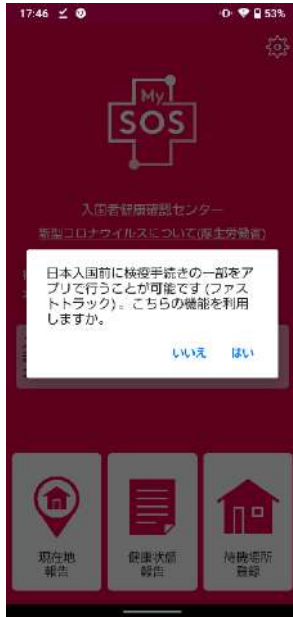 17:46
53%
My
SOS
入国者健康確認センター
新型コロナウイルスについて(厚生労働省)
日本入国前に検疫手続きの一部をア
プリで行うことが可能です(ファス
トトラック)。こちらの機能を利用
しますか。
いいえ
はい
現在地
報告
健康状態
報告
待機場所
登録